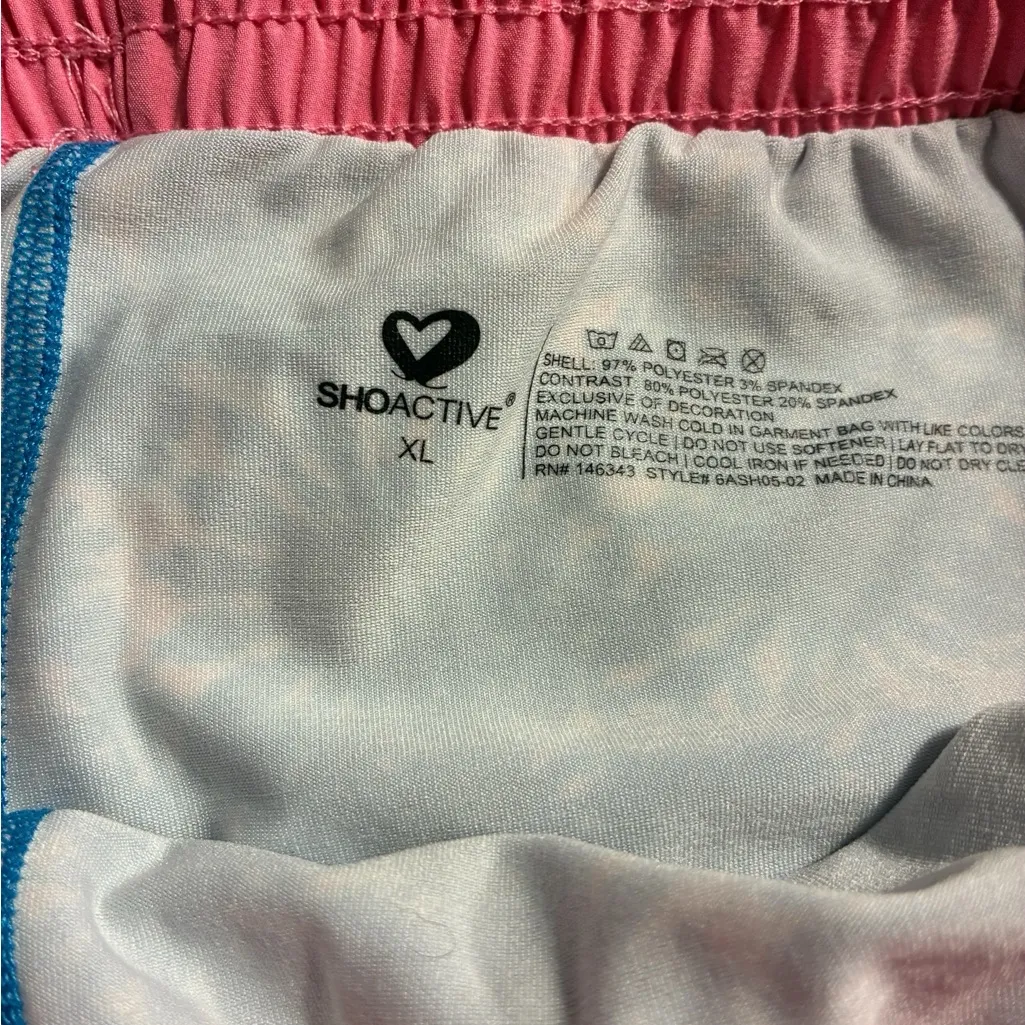 SHOACTIVE®
XL
SHELL: 97% POLYESTER 3% SPANDEX
CONTRAST 80% POLYESTER 20% SPANDEX
EXCLUSIVE OF DECORATION
MACHINE WASH COLD IN GARMENT BAG WITH LIKE COLORS
GENTLE CYCLE | DO NOT USE SOFTENER | LAY FLAT TO DRY
DO NOT BLEACH | COOL IRON IF NEEDED | DO NOT DRY CLE
RN# 146343 STYLE# 6ASH05-02 MADE IN CHINA